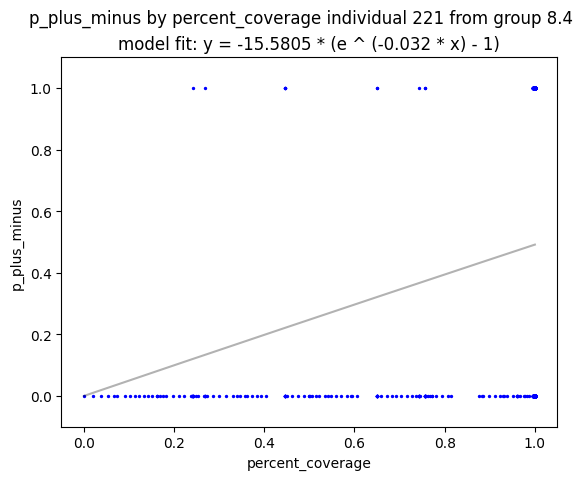 p_plus_minus by percent_coverage individual 221 from group 8.4
model fit: y = -15.5805 * (e ^ (-0.032 * x) - 1)
1.0
0.8
0.6
0.4
0.2
0.0
p_plus_minus
0.0 0.2 0.4 0.6 0.8 1.0
percent_coverage